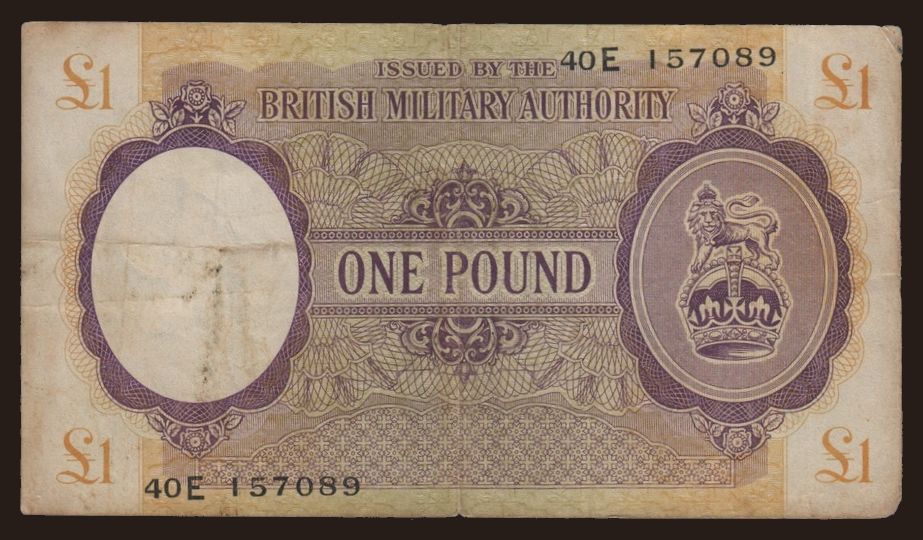 £1
ISSUED BY THE 40E 157089
£1
BRITISH MILITARY AUTHORITY
ONE POUND
£1
£1
40E 157089